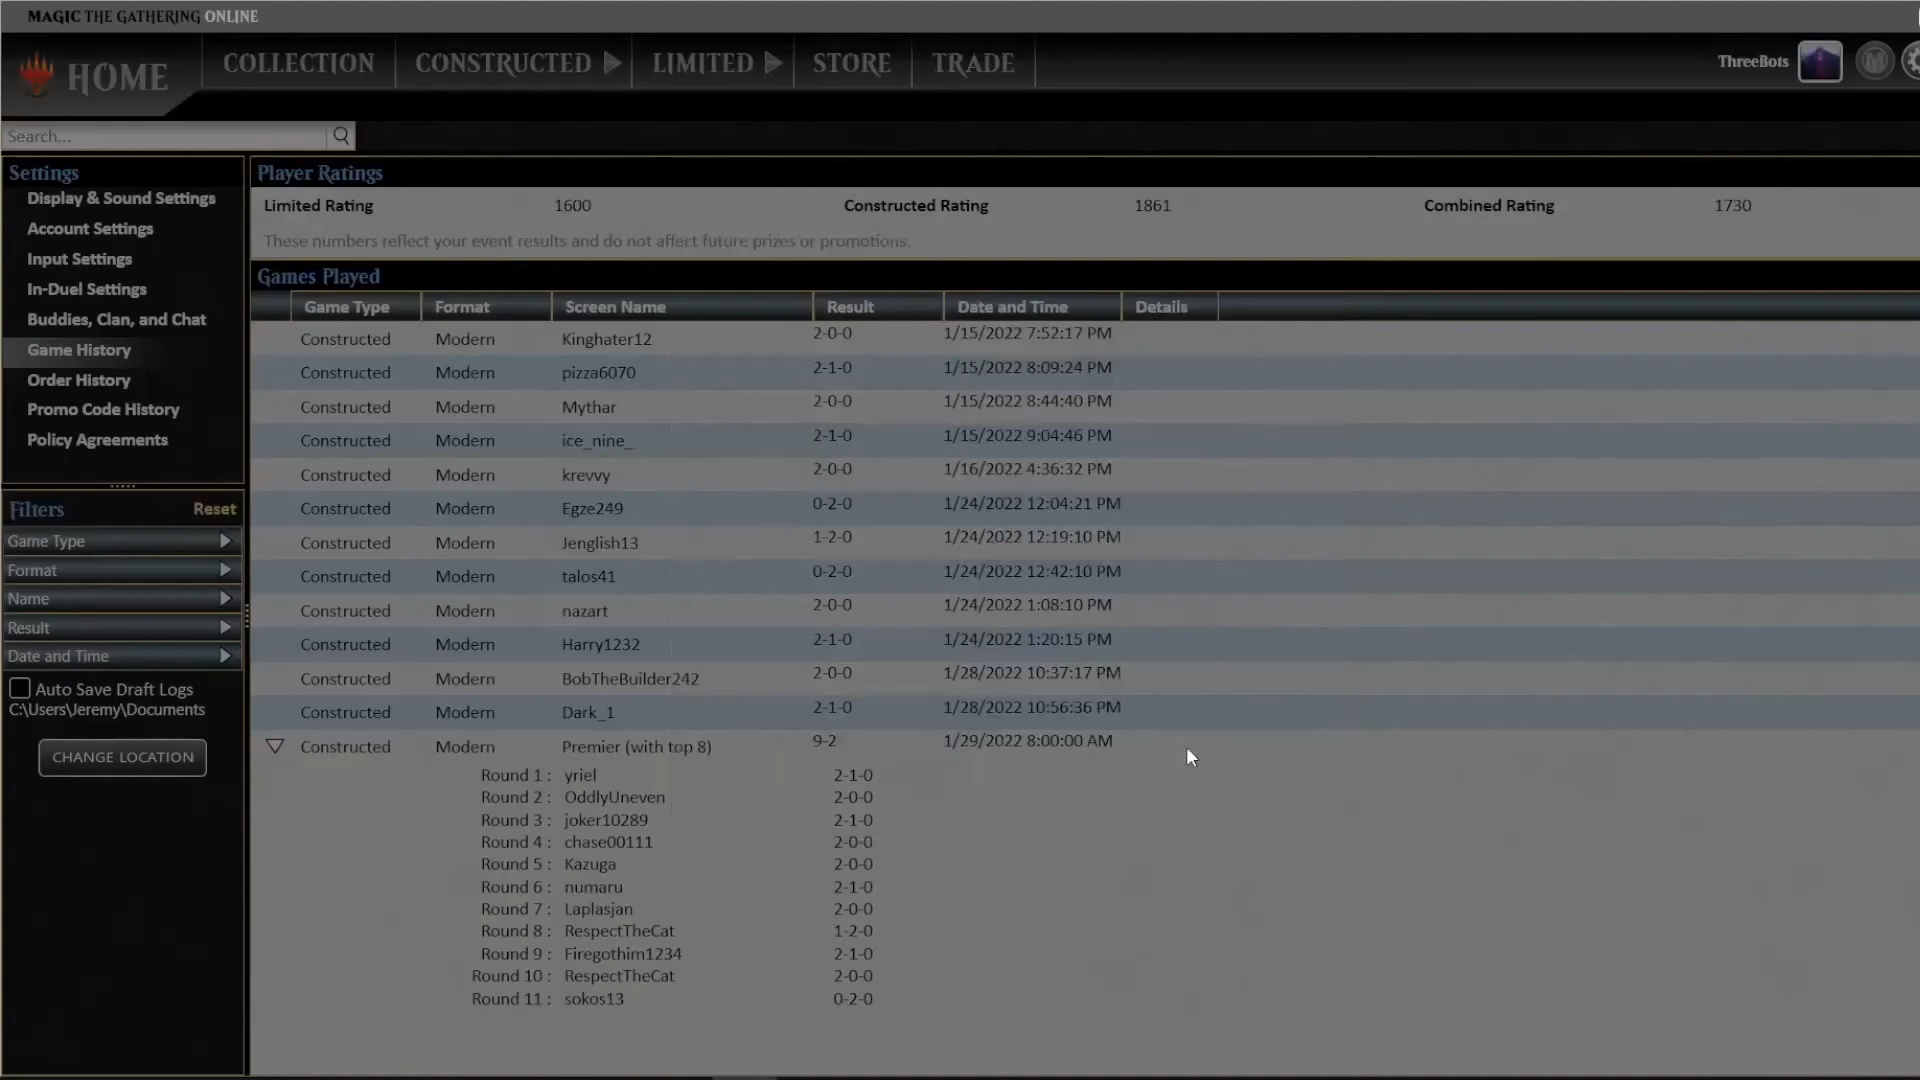 MAGIC THE GATHERING ONLINE
HOME COLLECTION CONSTRUCTED LIMITED STORE TRADE ThreeBots
Search...
Settings
Display & Sound Settings
Account Settings
Input Settings
In-Duel Settings
Buddies, Clan, and Chat
Game History
Order History
Promo Code History
Policy Agreements
Filters Reset
Game Type
Format
Name
Result
Date and Time
Auto Save Draft Logs
C:\Users\Jeremy\Documents
CHANGE LOCATION
Player Ratings
Limited Rating 1600 Constructed Rating 1861 Combined Rating 1730
These numbers reflect your event results and do not affect future prizes or promotions.
Games Played
Game Type Format Screen Name Result Date and Time Details
Constructed Modern Kinghater12 2-0-0 1/15/2022 7:52:17 PM
Constructed Modern pizza6070 2-1-0 1/15/2022 8:09:24 PM
Constructed Modern Mythar 2-0-0 1/15/2022 8:44:40 PM
Constructed Modern ice_nine_ 2-1-0 1/15/2022 9:04:46 PM
Constructed Modern krevvy 2-0-0 1/16/2022 4:36:32 PM
Constructed Modern Egze249 0-2-0 1/24/2022 12:04:21 PM
Constructed Modern Jenglish13 1-2-0 1/24/2022 12:19:10 PM
Constructed Modern talos41 0-2-0 1/24/2022 12:42:10 PM
Constructed Modern nazart 2-0-0 1/24/2022 1:08:10 PM
Constructed Modern Harry1232 2-1-0 1/24/2022 1:20:15 PM
Constructed Modern BobTheBuilder242 2-0-0 1/28/2022 10:37:17 PM
Constructed Modern Dark_1 2-1-0 1/28/2022 10:56:36 PM
Constructed Modern Premier (with top 8) 9-2 1/29/2022 8:00:00 AM
Round 1 : yriel 2-1-0
Round 2 : OddlyUneven 2-0-0
Round 3 : joker10289 2-1-0
Round 4 : chase00111 2-0-0
Round 5 : Kazuga 2-0-0
Round 6 : numaru 2-1-0
Round 7 : Laplasjan 2-0-0
Round 8 : RespectTheCat 1-2-0
Round 9 : Firegothim1234 2-1-0
Round 10 : RespectTheCat 2-0-0
Round 11 : sokos13 0-2-0